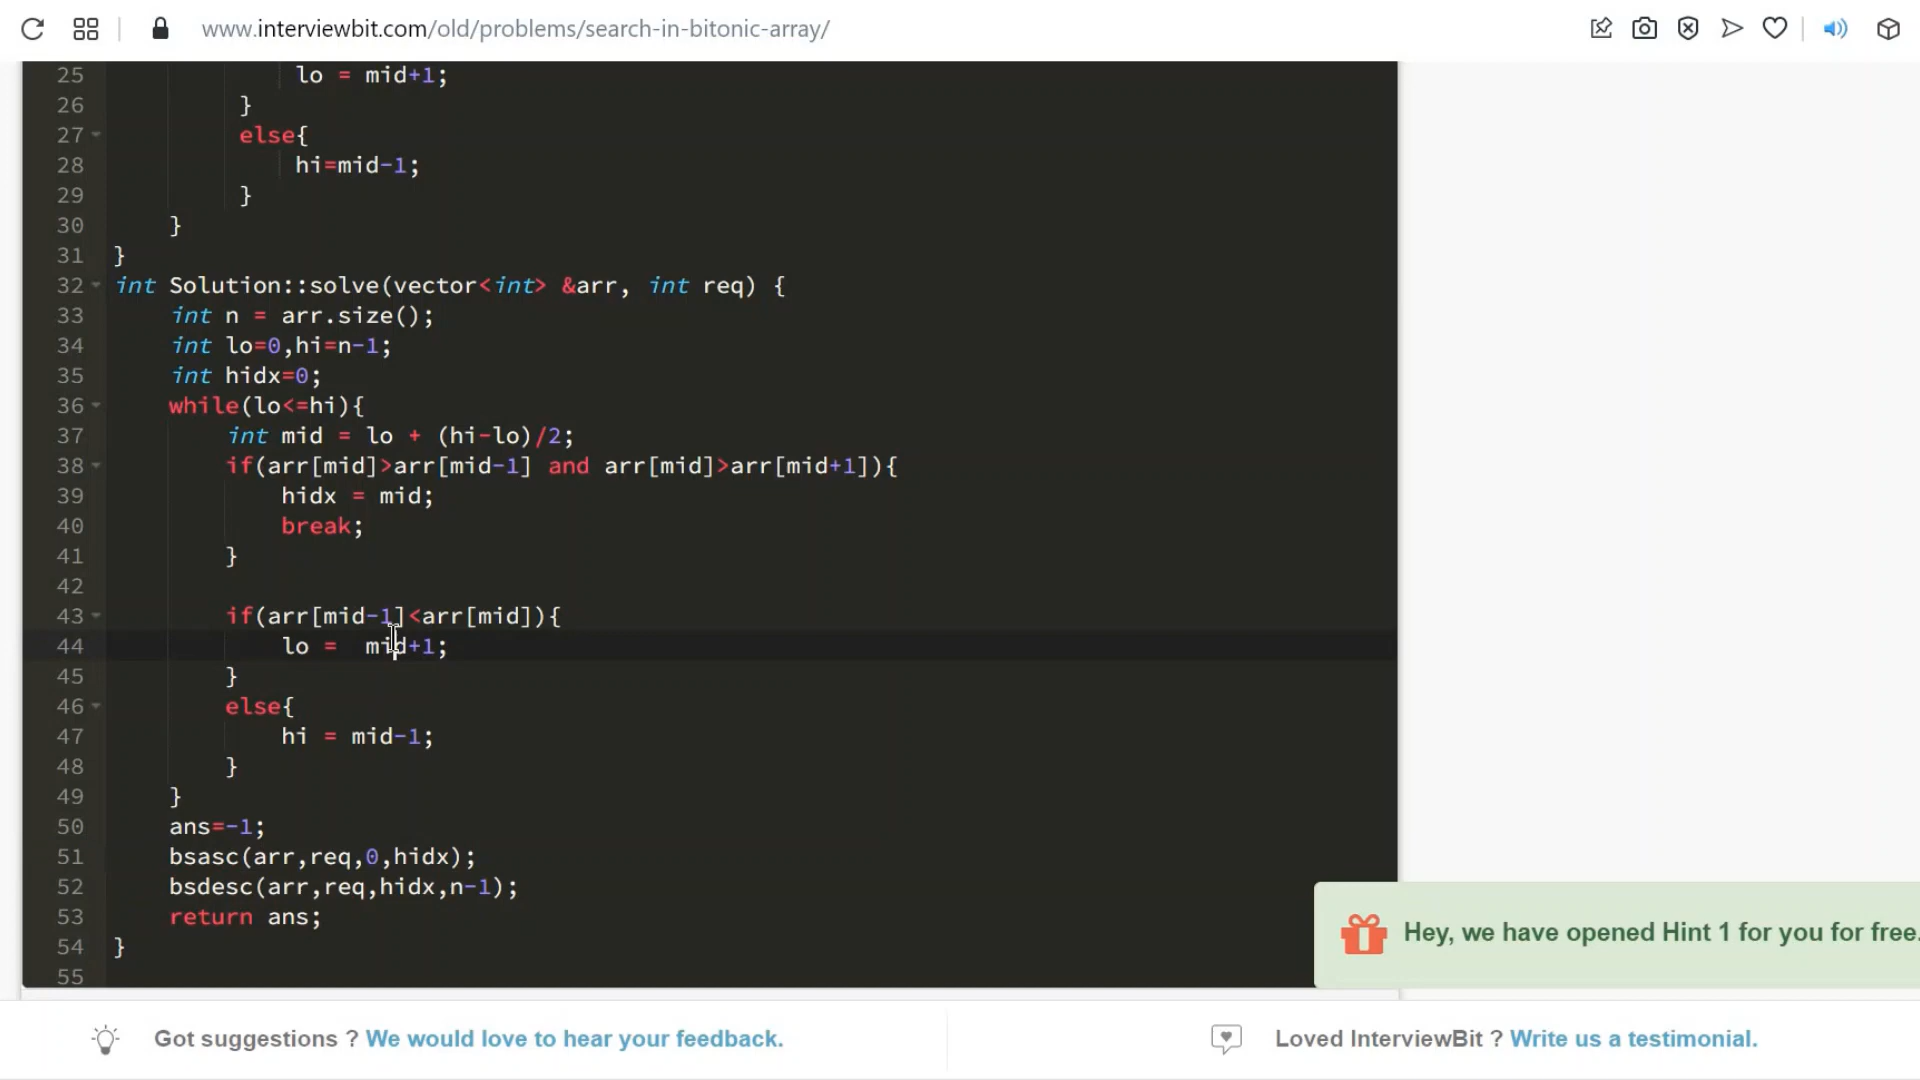 www.interviewbit.com/old/problems/search-in-bitonic-array/
25 lo = mid+1;
26 }
27 else{
28 hi=mid-1;
29 }
30 }
31 }
32 int Solution::solve(vector<int> &arr, int req) {
33 int n = arr.size();
34 int lo=0,hi=n-1;
35 int hidx=0;
36 while(lo<=hi){
37 int mid = lo + (hi-lo)/2;
38 if(arr[mid]>arr[mid-1] and arr[mid]>arr[mid+1]){
39 hidx = mid;
40 break;
41 }
42
43 if(arr[mid-1]<arr[mid]){
44 lo =  mid+1;
45 }
46 else{
47 hi = mid-1;
48 }
49 }
50 ans=-1;
51 bsasc(arr,req,0,hidx);
52 bsdesc(arr,req,hidx,n-1);
53 return ans;
54 }
55
Hey, we have opened Hint 1 for you for free.
Got suggestions ? We would love to hear your feedback.
Loved InterviewBit ? Write us a testimonial.